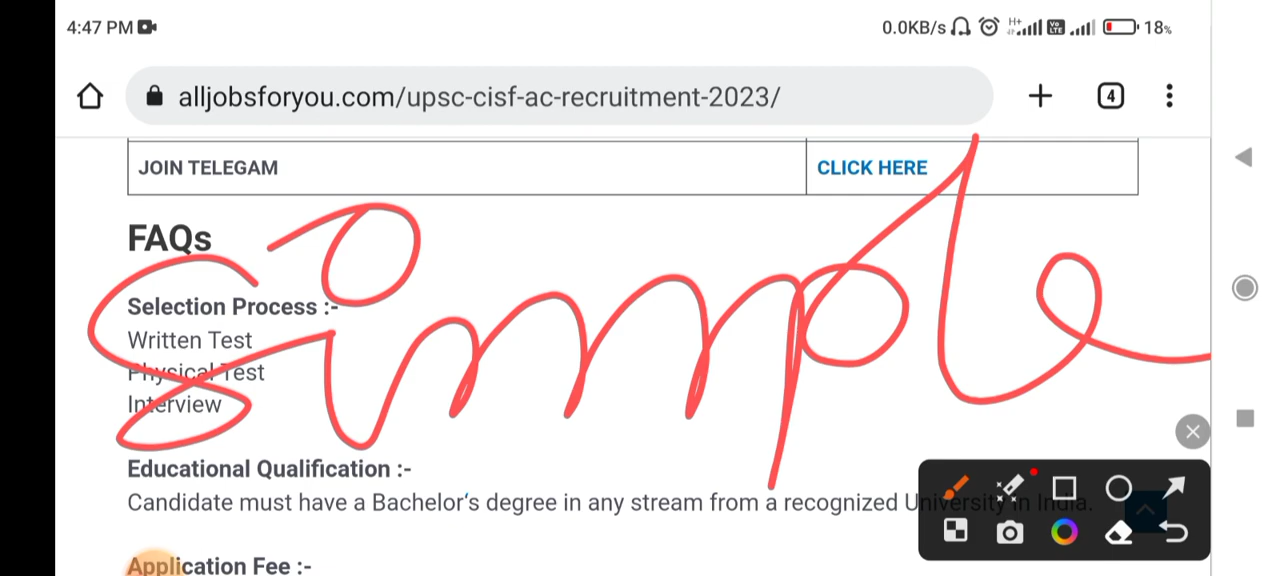 4:47 PM 0.0KB/s H+ Vo LTE 18%
alljobsforyou.com/upsc-cisf-ac-recruitment-2023/ 4
JOIN TELEGAM CLICK HERE
FAQs
Simple
Selection Process :-
Written Test
Physical Test
Interview
Educational Qualification :-
Candidate must have a Bachelor's degree in any stream from a recognized University in India.
Application Fee :-